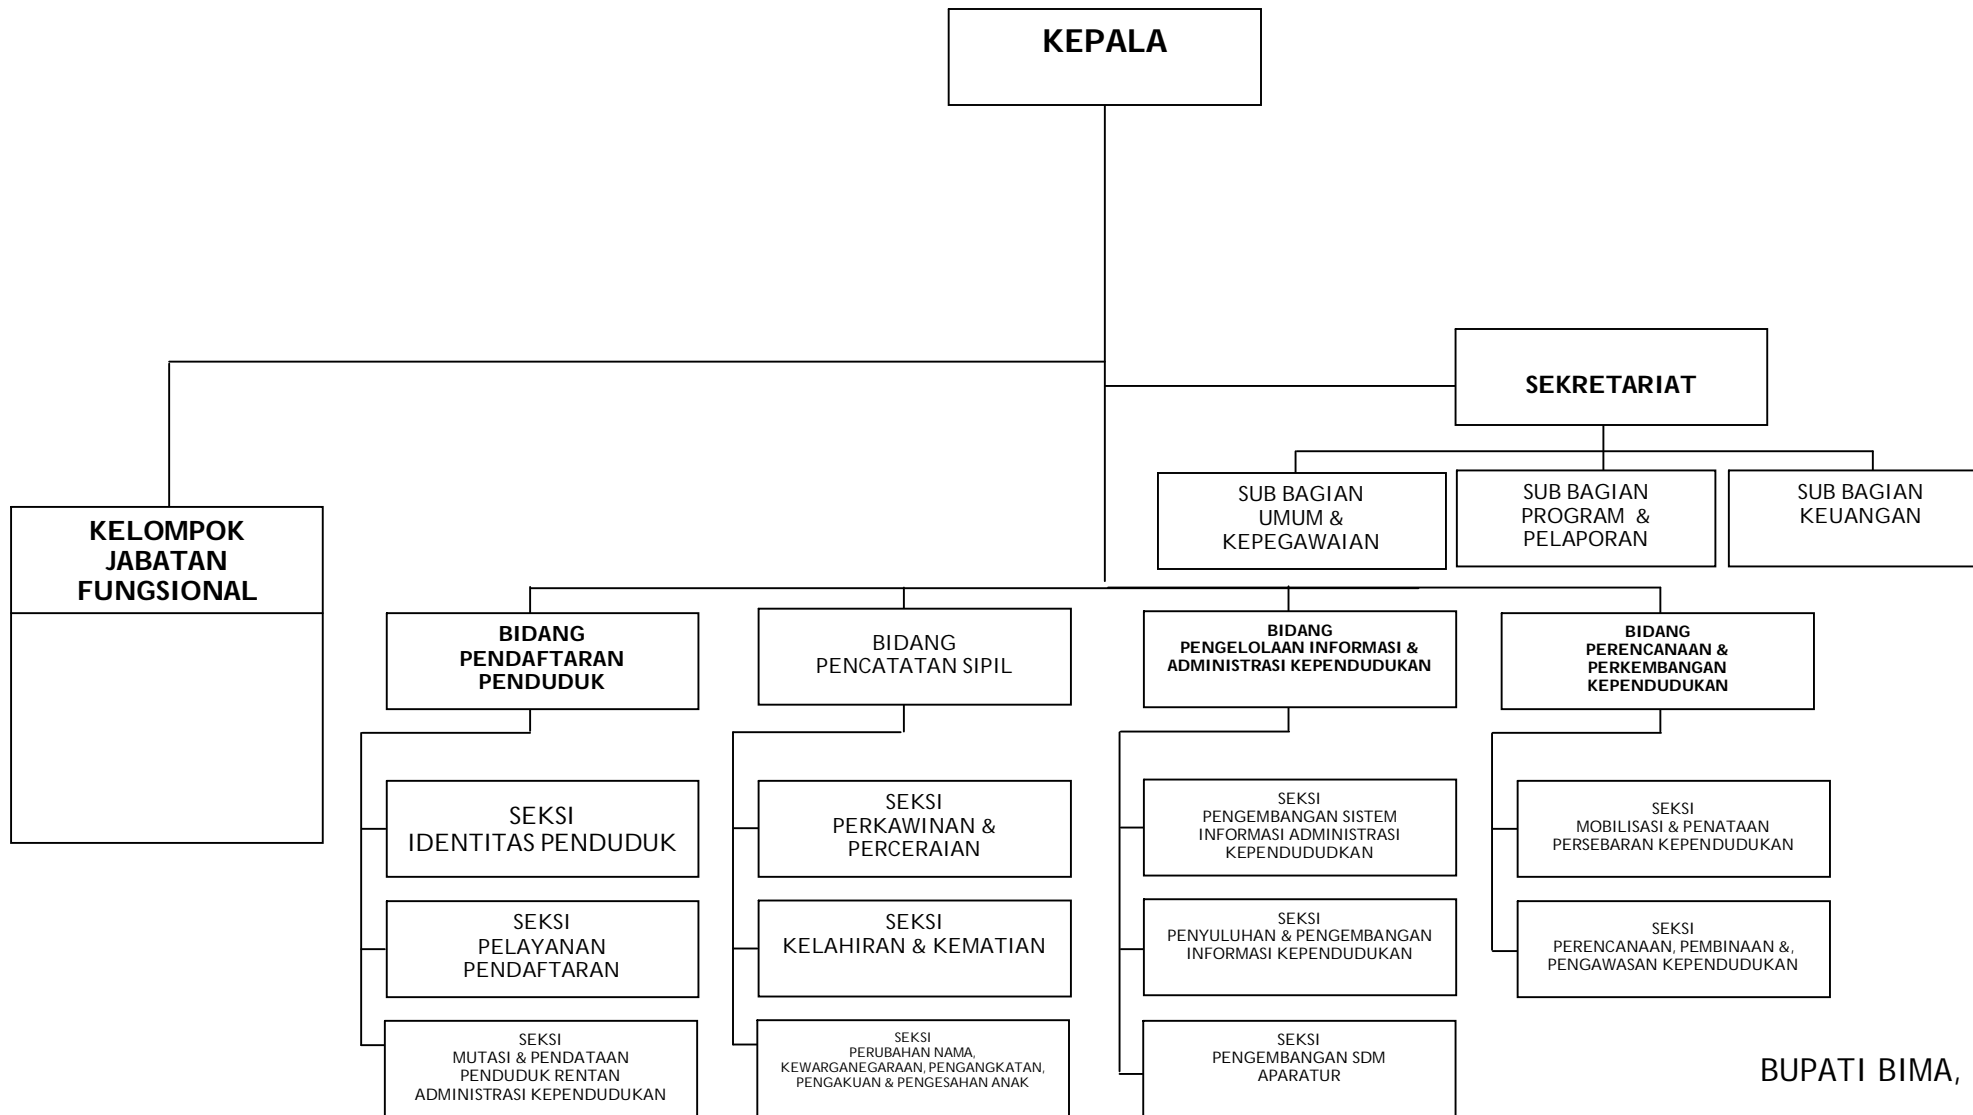 KEPALA
SEKRETARIAT
SUB BAGIAN
UMUM &
KEPEGAWAIAN
SUB BAGIAN
PROGRAM &
PELAPORAN
SUB BAGIAN
KEUANGAN
KELOMPOK
JABATAN
FUNGSIONAL
BIDANG
PENDAFTARAN
PENDUDUK
BIDANG
PENCATATAN SIPIL
BIDANG
PENGELOLAAN INFORMASI &
ADMINISTRASI KEPENDUDUKAN
BIDANG
PERENCANAAN &
PERKEMBANGAN
KEPENDUDUKAN
SEKSI
IDENTITAS PENDUDUK
SEKSI
PERKAWINAN &
PERCERAIAN
SEKSI
PENGEMBANGAN SISTEM
INFORMASI ADMINISTRASI
KEPENDUDUDKAN
SEKSI
MOBILISASI & PENATAAN
PERSEBARAN KEPENDUDUKAN
SEKSI
PELAYANAN
PENDAFTARAN
SEKSI
KELAHIRAN & KEMATIAN
SEKSI
PENYULUHAN & PENGEMBANGAN
INFORMASI KEPENDUDUKAN
SEKSI
PERENCANAAN, PEMBINAAN &,
PENGAWASAN KEPENDUDUKAN
SEKSI
MUTASI & PENDATAAN
PENDUDUK RENTAN
ADMINISTRASI KEPENDUDUKAN
SEKSI
PERUBAHAN NAMA,
KEWARGANEGARAAN, PENGANGKATAN,
PENGAKUAN & PENGESAHAN ANAK
SEKSI
PENGEMBANGAN SDM
APARATUR
BUPATI BIMA,